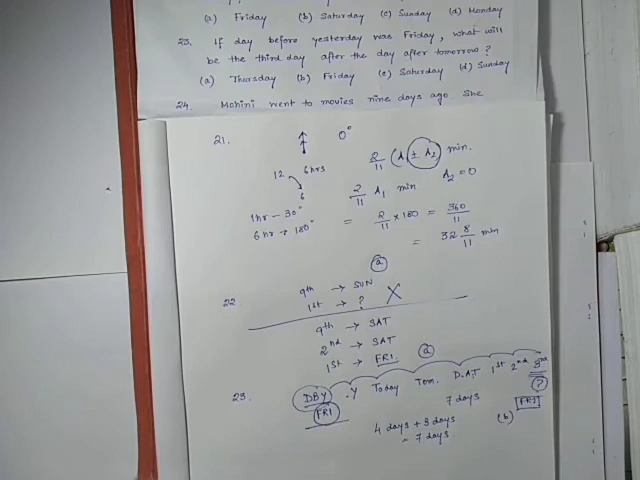 (a) Friday (b) Saturday (c) Sunday (d) Monday
23. If day before yesterday was Friday, what will
be the third day after the day after tomorrow?
(a) Thursday (b) Friday (c) Saturday (d) Sunday
24. Mohini went to movies nine days ago. She
21. 0°
2/11 (A₁ ± A₂) min.
12 6 hrs
6
2/11 A₁ min A₂ = 0
1hr - 30°
6 hr → 180°
= 2/11 × 180 = 360/11
= 32 8/11 min
(a)
22. 9th → SUN
1st → ? X
9th → SAT
2nd → SAT
1st → FRI. (a)
23. DBY .Y Today Tom. D.A.T 1st 2nd 3rd
FRI (?)
7 days (b) FRI
4 days + 3 days
= 7 days